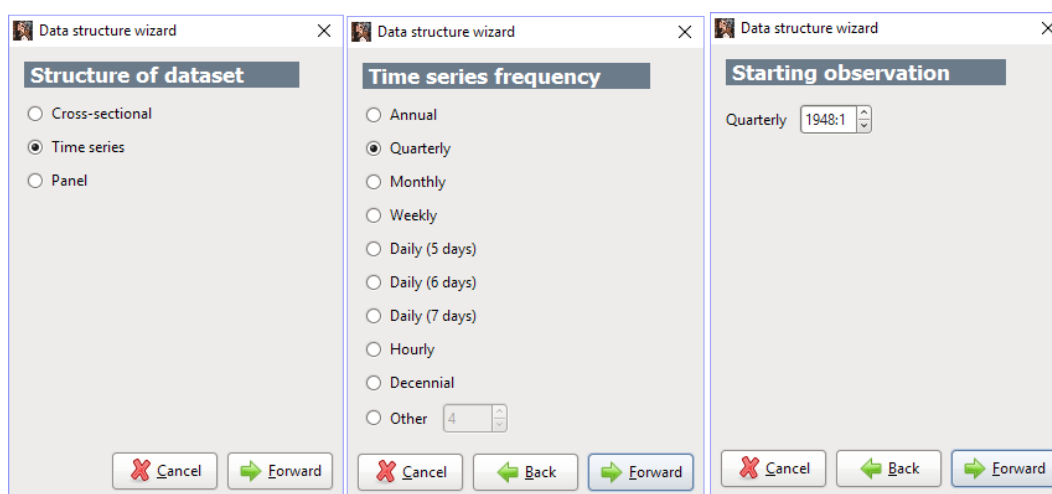 Data structure wizard
Structure of dataset
Cross-sectional
Time series
Panel
Cancel
Forward
Data structure wizard
Time series frequency
Annual
Quarterly
Monthly
Weekly
Daily (5 days)
Daily (6 days)
Daily (7 days)
Hourly
Decennial
Other 4
Cancel
Back
Forward
Data structure wizard
Starting observation
Quarterly 1948:1
Cancel
Back
Forward